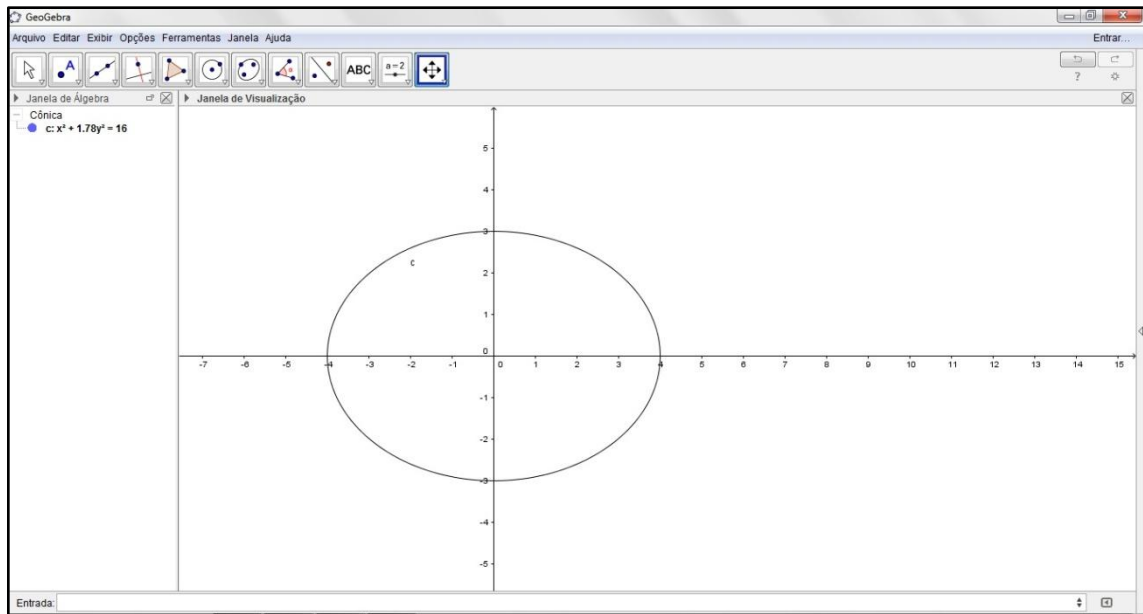 GeoGebra
Arquivo Editar Exibir Opções Ferramentas Janela Ajuda Entrar...
ABC a=2
?
Janela de Álgebra Janela de Visualização
Cônica
c: x² + 1.78y² = 16
5
4
3
c
2
1
0
-7 -6 -5 -4 -3 -2 -1 0 1 2 3 4 5 6 7 8 9 10 11 12 13 14 15
-1
-2
-3
-4
-5
Entrada: